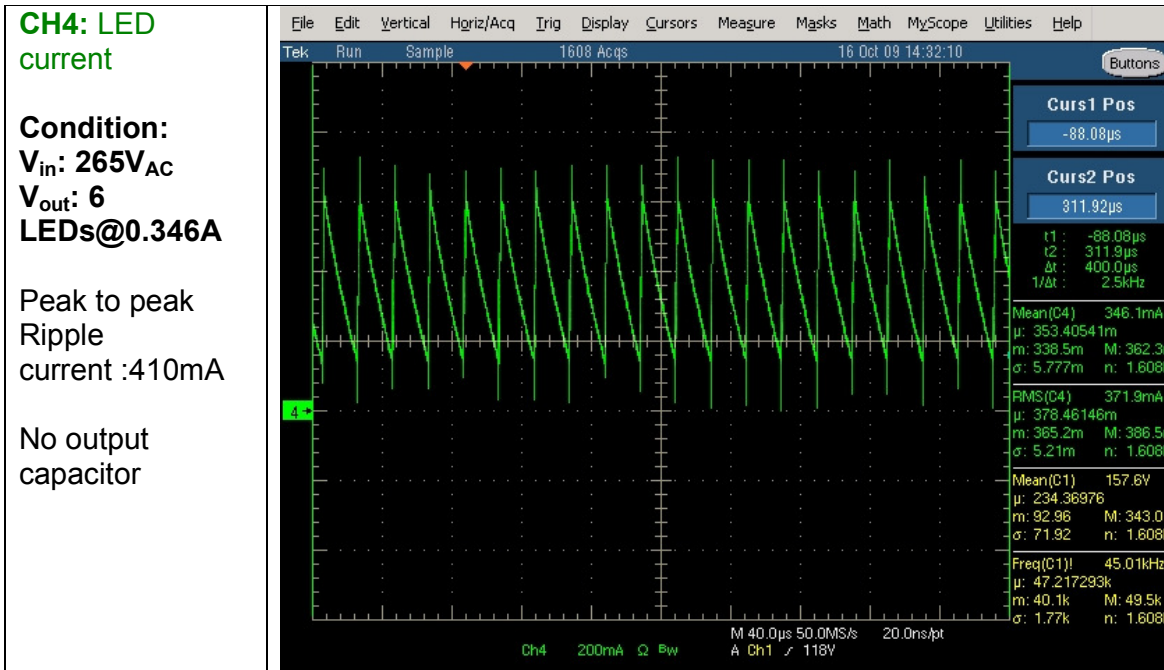 CH4: LED
current
Condition:
Vin: 265VAC
Vout: 6
LEDs@0.346A
Peak to peak
Ripple
current :410mA
No output
capacitor
File Edit Vertical Horiz/Acq Trig Display Cursors Measure Masks Math MyScope Utilities Help
Tek Run Sample 1608 Acqs 16 Oct 09 14:32:10
Buttons
Curs1 Pos
-88.08µs
Curs2 Pos
311.92µs
t1 : -88.08µs
t2 : 311.9µs
Δt : 400.0µs
1/Δt : 2.5kHz
Mean(C4) 346.1mA
µ: 353.40541m
m: 338.5m M: 362.3
σ: 5.777m n: 1.608
RMS(C4) 371.9mA
µ: 378.46146m
m: 365.2m M: 386.5
σ: 5.21m n: 1.608
Mean(C1) 157.6V
µ: 234.36976
m: 92.96 M: 343.0
σ: 71.92 n: 1.608
Freq(C1)! 45.01kHz
µ: 47.217293k
m: 40.1k M: 49.5k
σ: 1.77k n: 1.608
4
M 40.0µs 50.0MS/s 20.0ns/pt
Ch4 200mA Ω Bw A Ch1 ∕ 118V